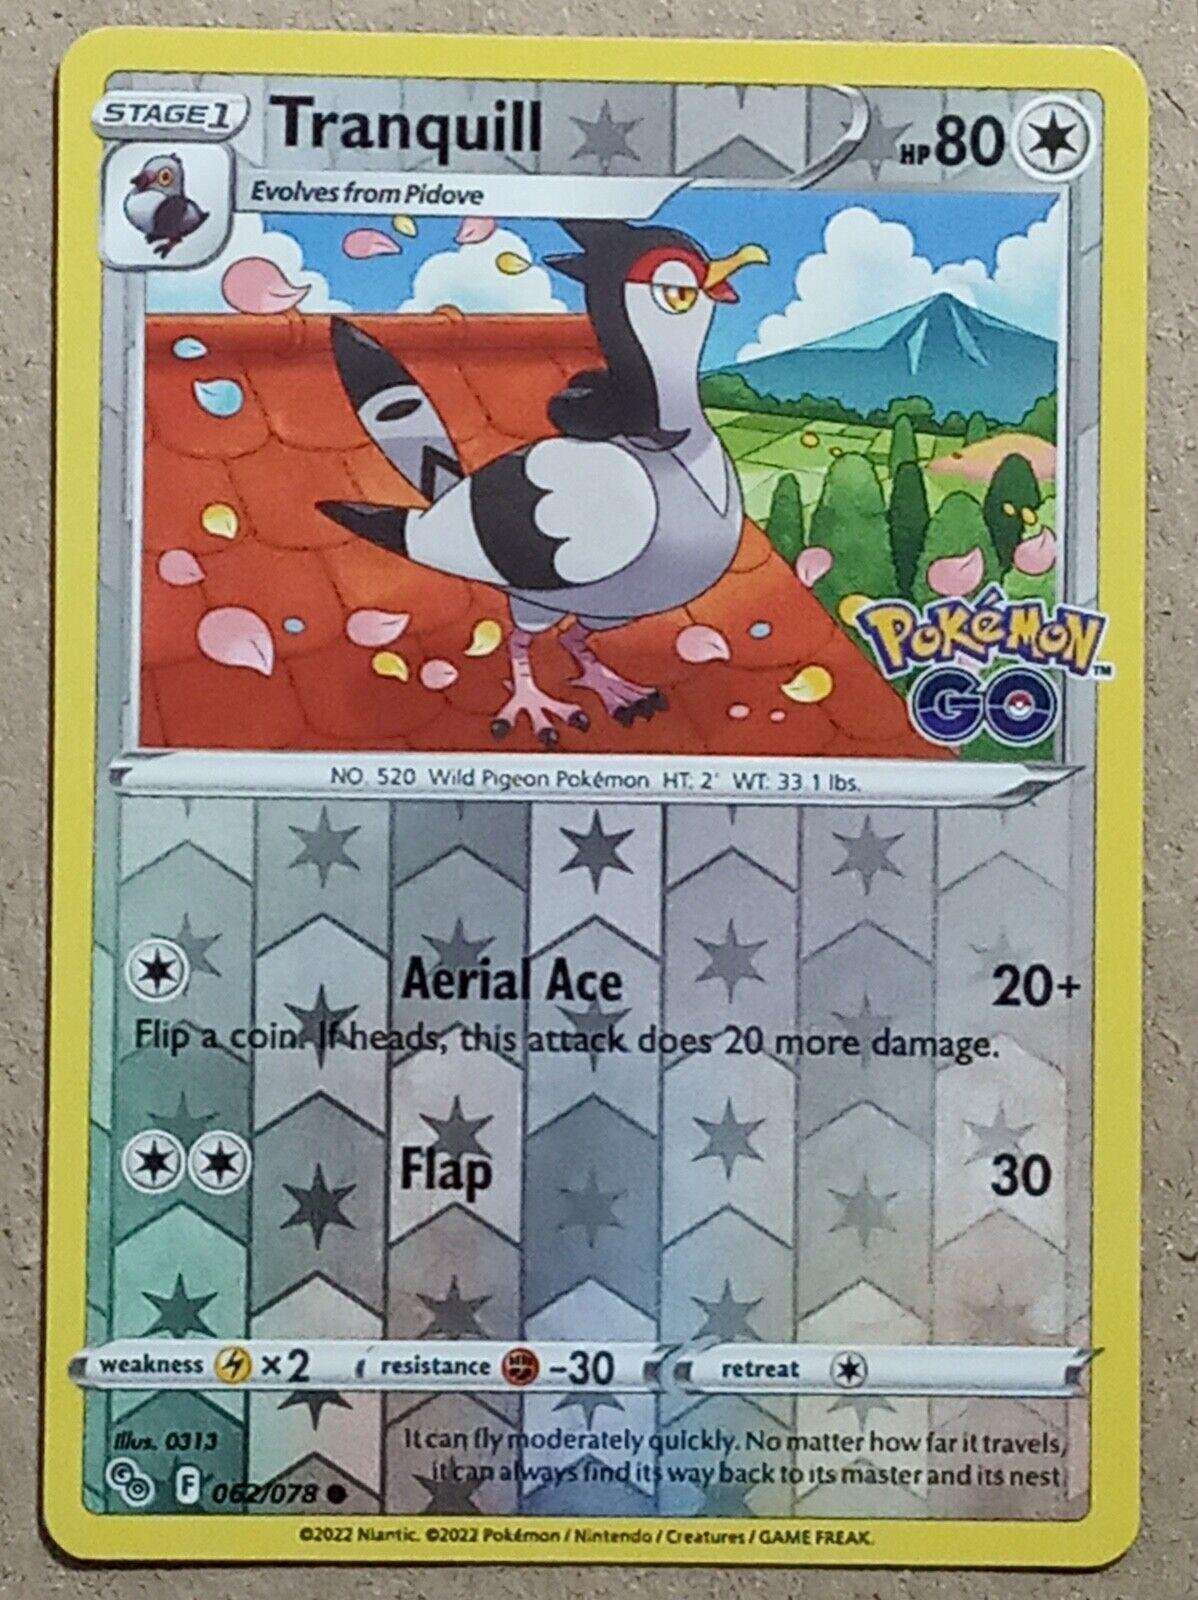 STAGE1
Tranquill
HP80
Evolves from Pidove
POKéMON™
GO
NO. 520 Wild Pigeon Pokémon HT: 2' WT: 33.1 lbs.
Aerial Ace 20+
Flip a coin. If heads, this attack does 20 more damage.
Flap 30
weakness ×2 resistance -30 retreat
Illus. 0313
It can fly moderately quickly. No matter how far it travels,
it can always find its way back to its master and its nest.
GO F 062/078
©2022 Niantic. ©2022 Pokémon / Nintendo / Creatures / GAME FREAK.